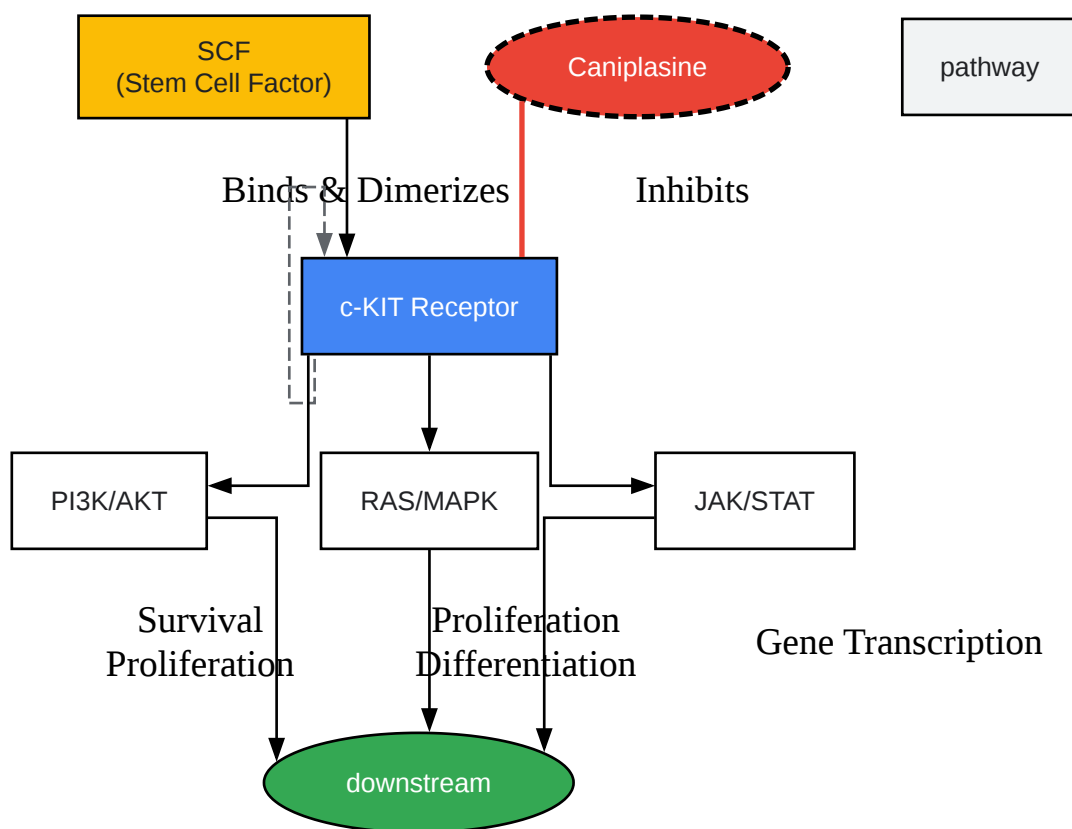 SCF
(Stem Cell Factor)
Caniplasine
pathway
Binds & Dimerizes
Inhibits
c-KIT Receptor
PI3K/AKT
RAS/MAPK
JAK/STAT
Survival
Proliferation
Proliferation
Differentiation
Gene Transcription
downstream